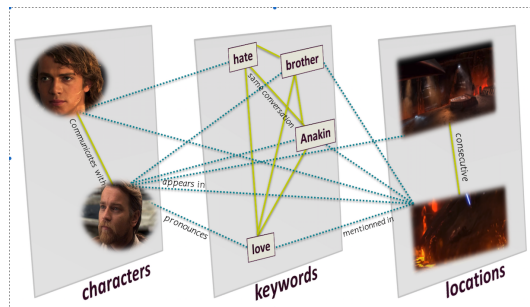 hate
brother
same conversation
Anakin
love
Communicates with
appears in
pronounces
mentionned in
consecutive
characters
keywords
locations